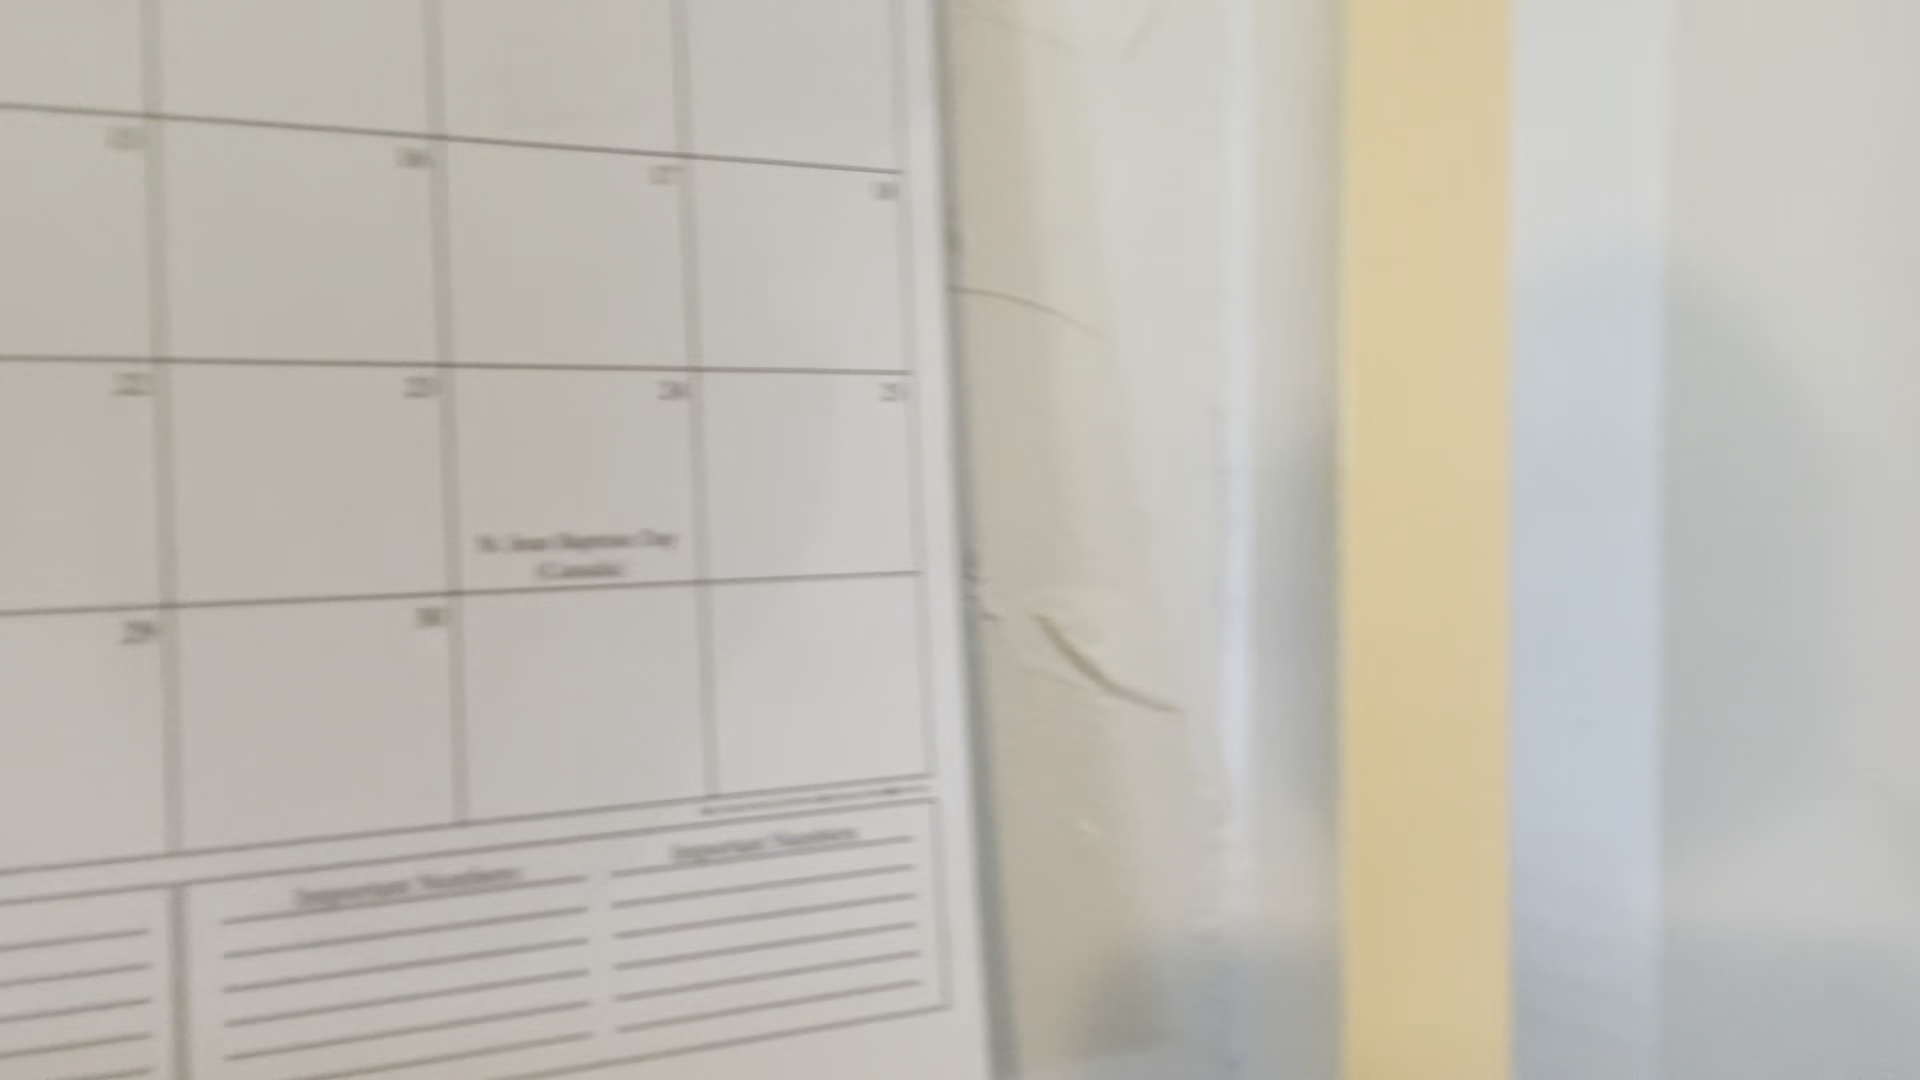 15
16
17
18
22
23
24
25
St. Jean Baptiste Day
(Canada)
29
30
Important Numbers
Important Numbers